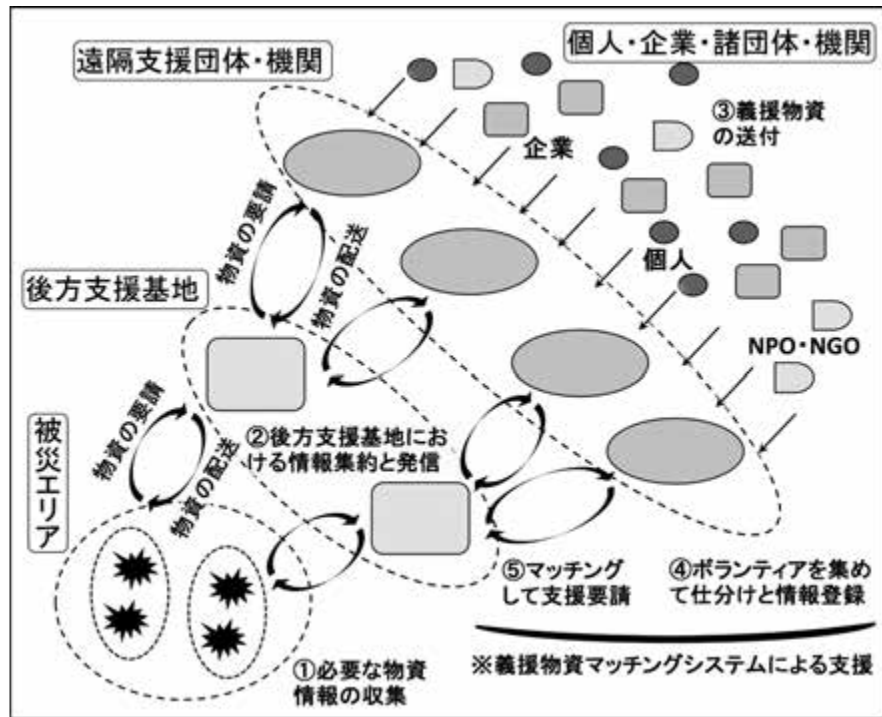 遠隔支援団体・機関
個人・企業・諸団体・機関
③義援物資
の送付
企業
物資の要請
物資の配送
個人
後方支援基地
NPO・NGO
物資の要請
物資の配送
②後方支援基地にお
ける情報集約と発信
被災エリア
⑤マッチング
して支援要請
④ボランティアを集め
て仕分けと情報登録
※義援物資マッチングシステムによる支援
①必要な物資
情報の収集